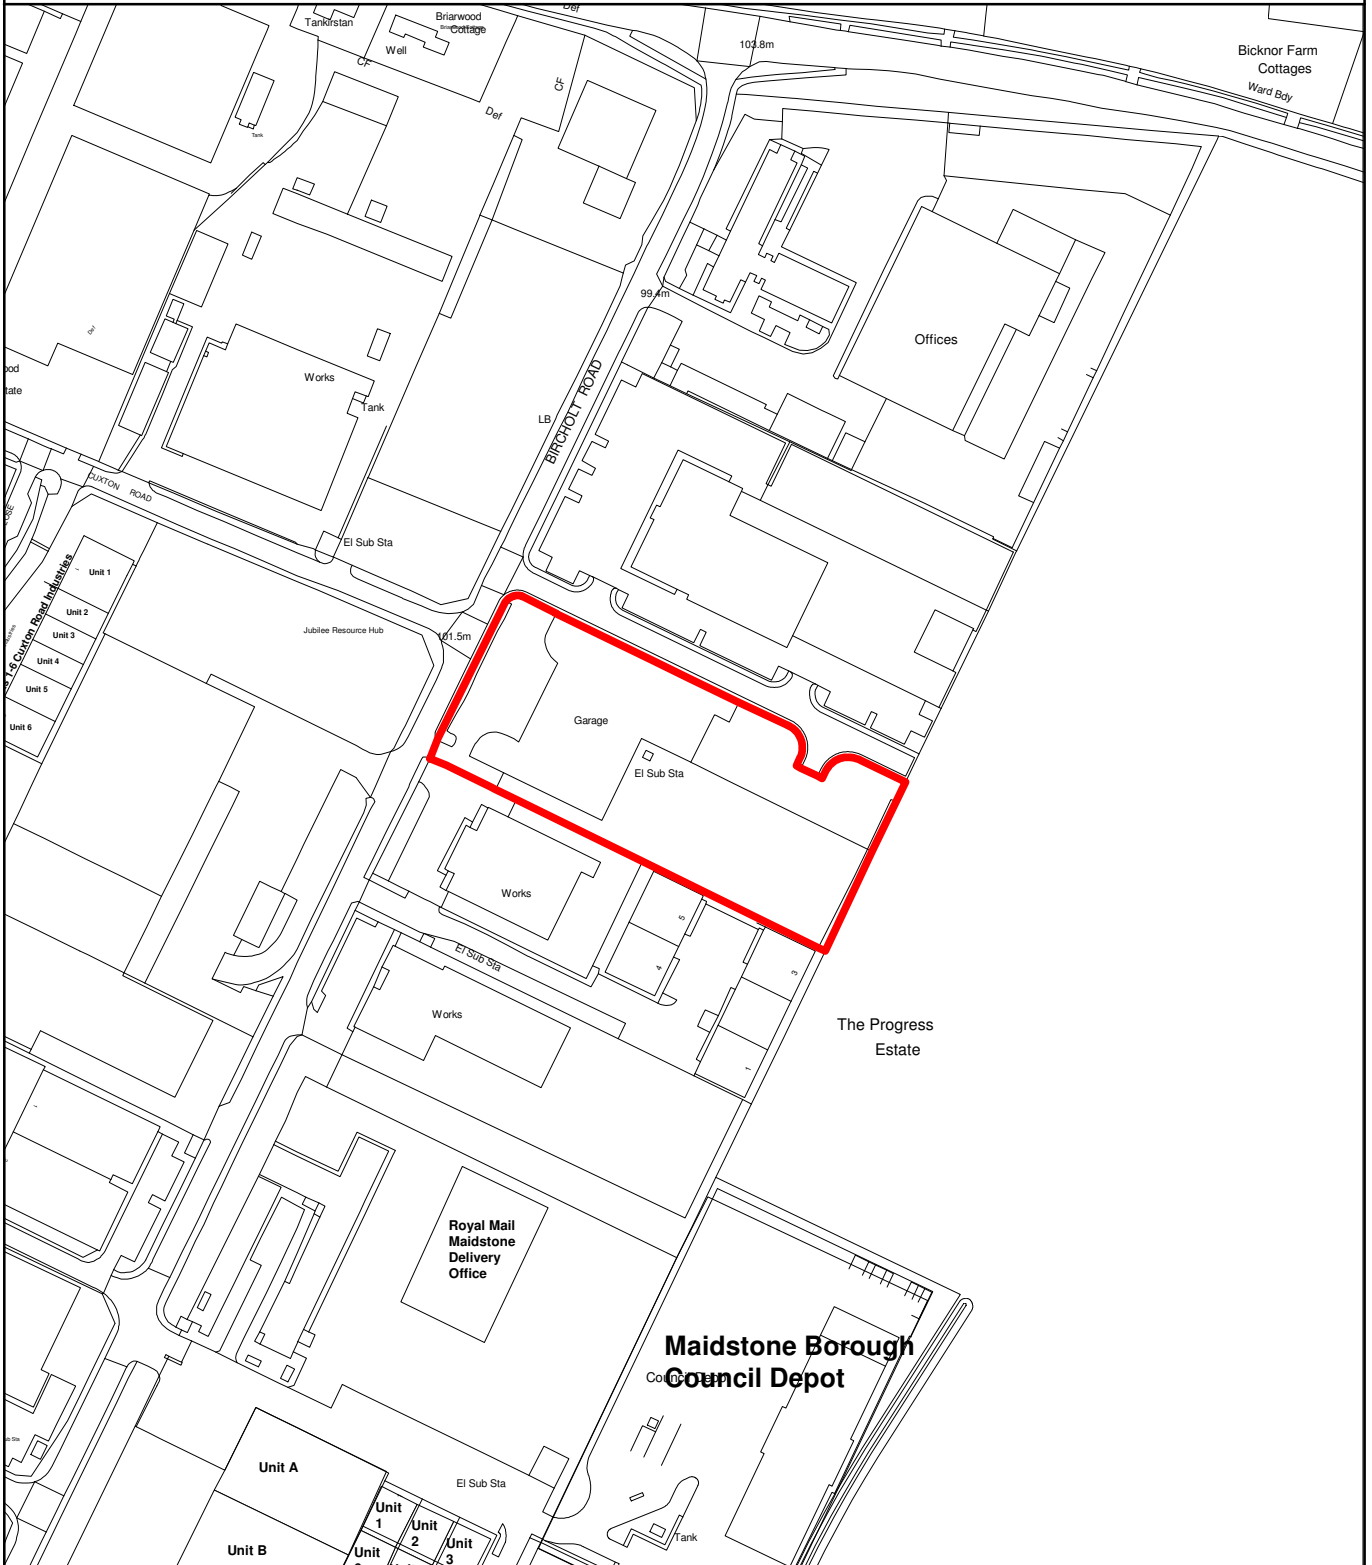 Def
Tankirstan
Briarwood
Cottage
Well
CF
CF
Def
103.8m
Bicknor Farm
Cottages
Ward Bdy
Tank
99.4m
Def
Offices
BIRCHOLT ROAD
Works
Tank
LB
CUXTON ROAD
El Sub Sta
Unit 1
Unit 2
Unit 3
Unit 4
Unit 5
Unit 6
1-6 Cuxton Road Industries
Jubilee Resource Hub
101.5m
Garage
El Sub Sta
Works
5
4
3
1
El Sub Sta
Works
The Progress
Estate
Royal Mail
Maidstone
Delivery
Office
Maidstone Borough
Council Depot
Council Depot
Unit A
El Sub Sta
Unit
1
Unit
2
Unit
3
Unit B
Unit
Tank